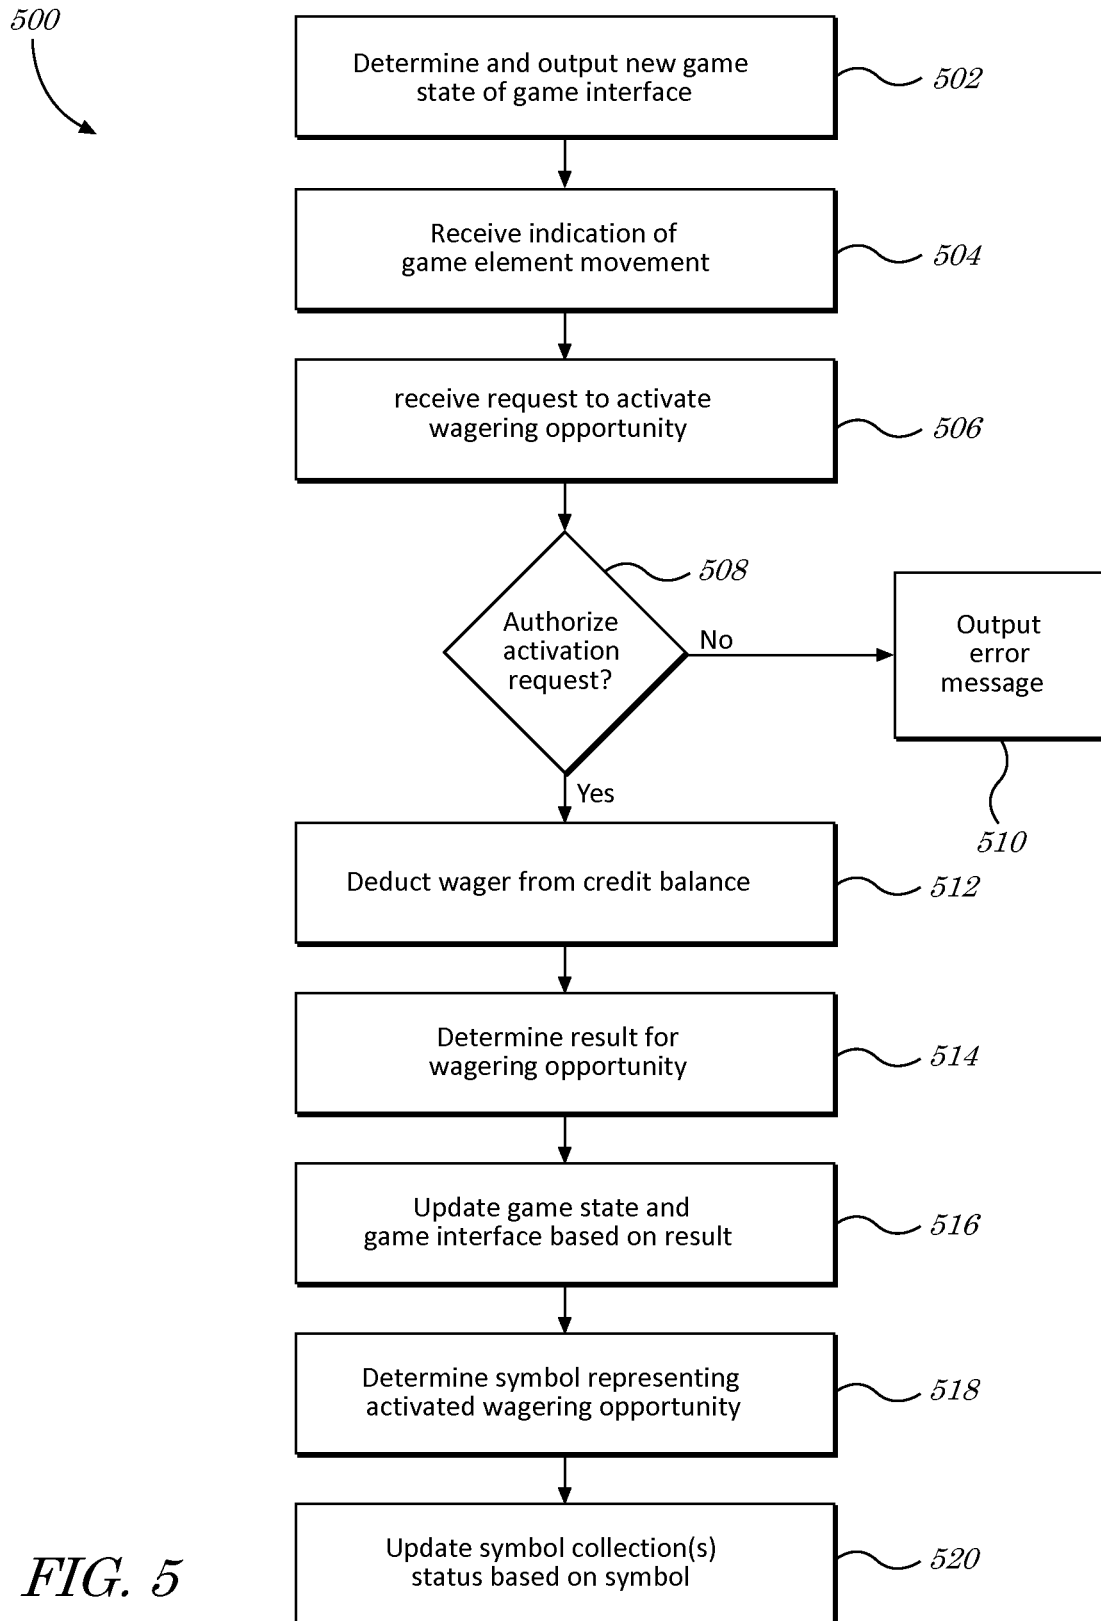 500
Determine and output new game
state of game interface
502
Receive indication of
game element movement
504
receive request to activate
wagering opportunity
506
508
Authorize
activation
request?
No
Output
error
message
510
Yes
Deduct wager from credit balance
512
Determine result for
wagering opportunity
514
Update game state and
game interface based on result
516
Determine symbol representing
activated wagering opportunity
518
Update symbol collection(s)
status based on symbol
520
FIG. 5